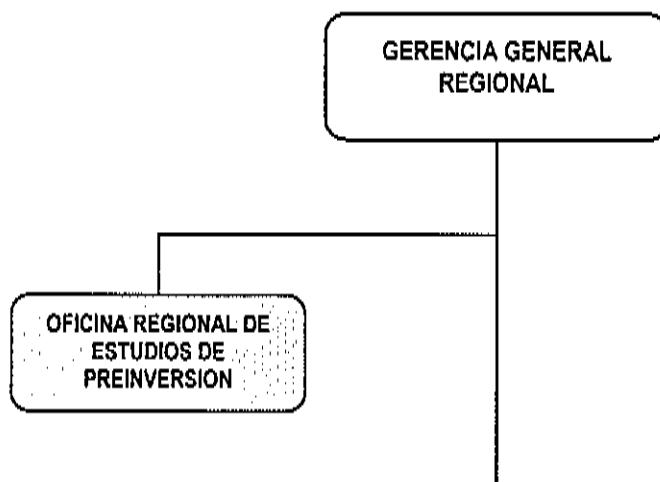 GERENCIA GENERAL
REGIONAL
OFICINA REGIONAL DE
ESTUDIOS DE
PREINVERSION